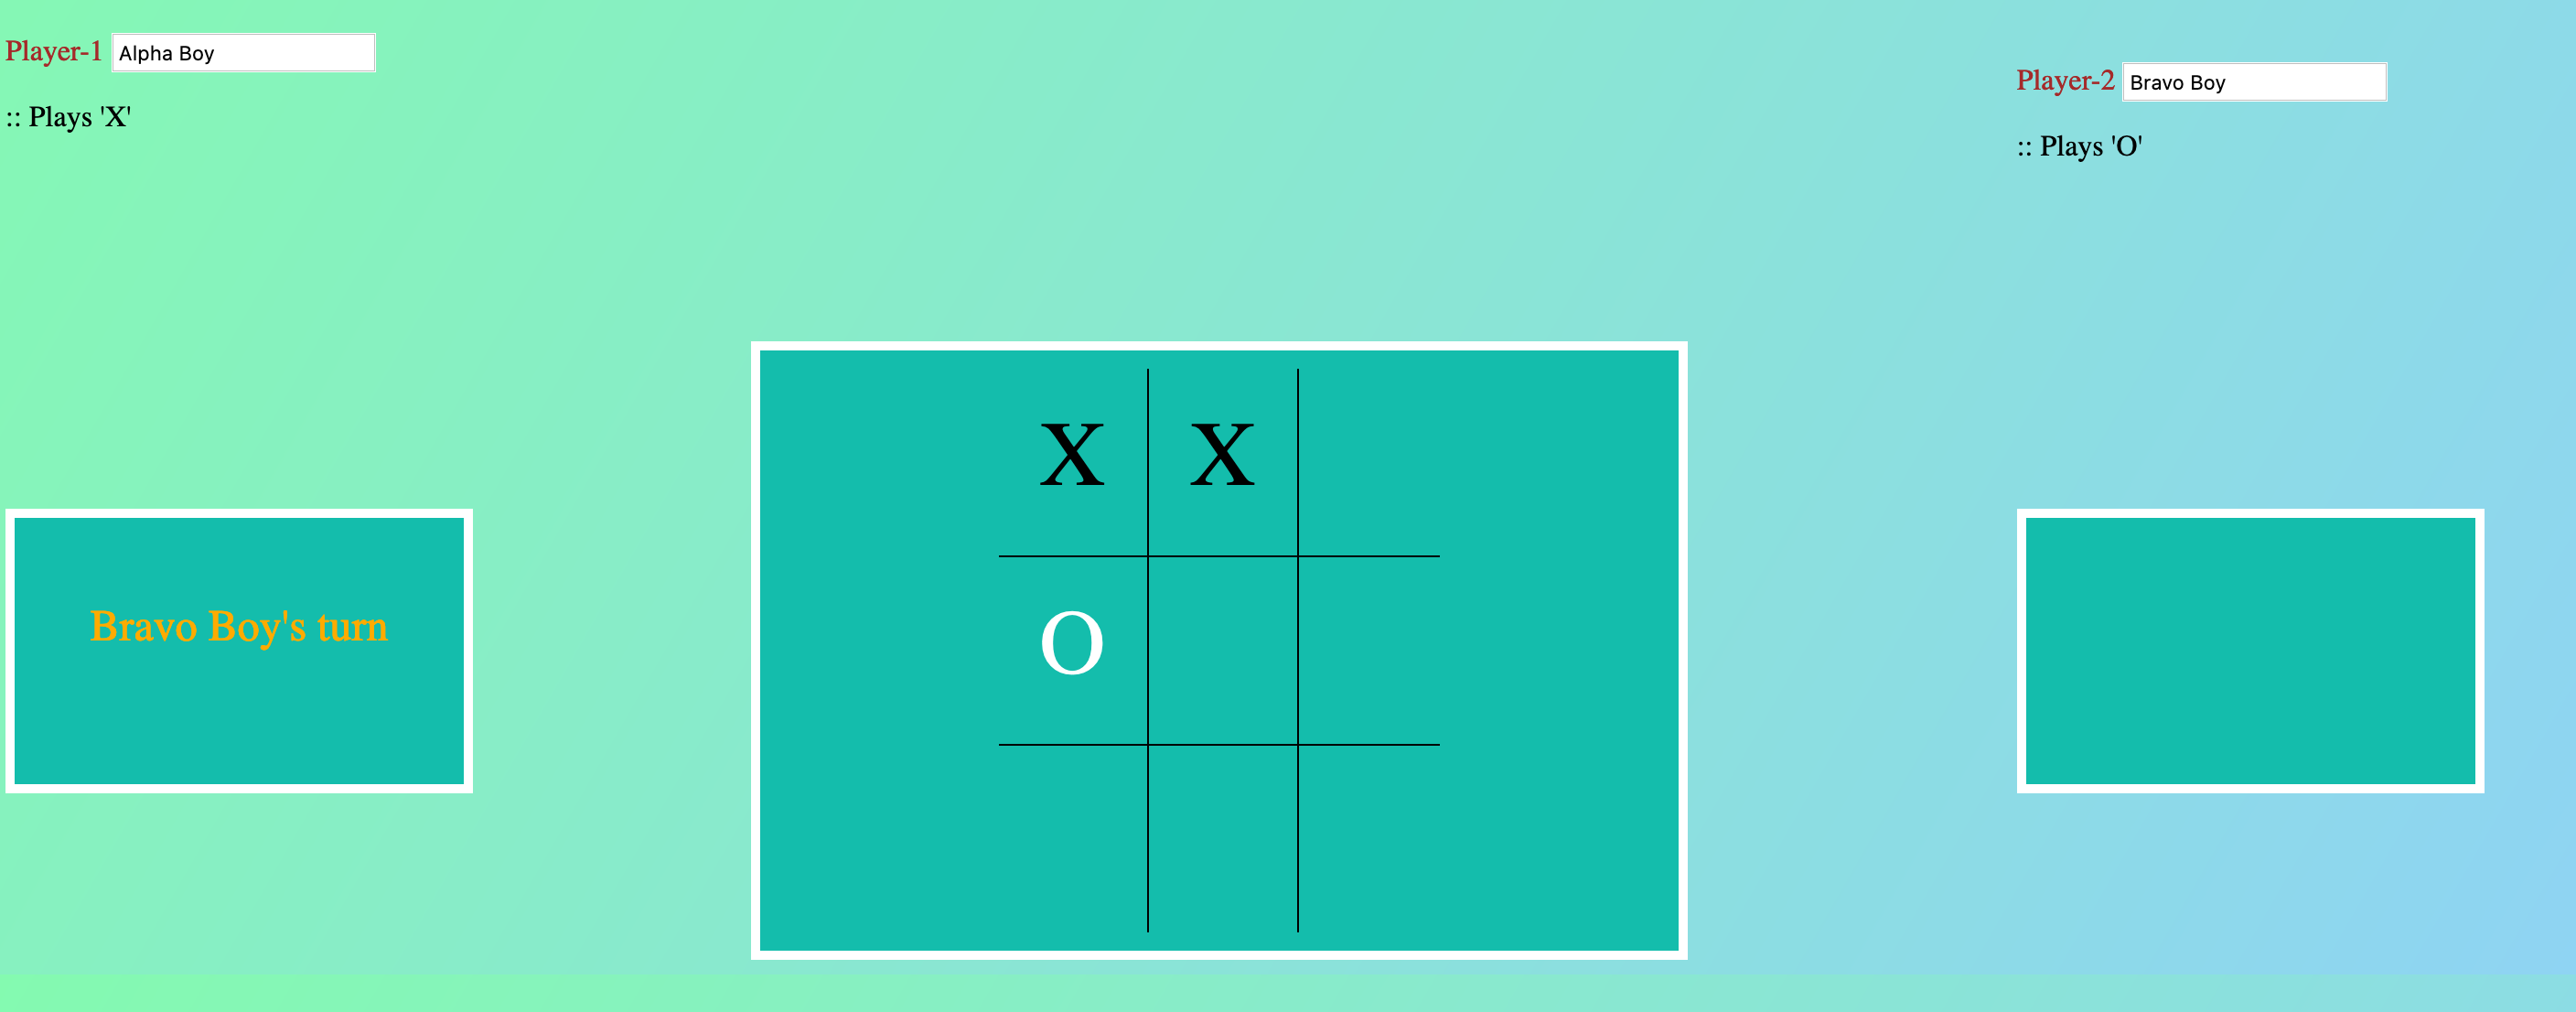 Player-1 Alpha Boy
:: Plays 'X'
Player-2 Bravo Boy
:: Plays 'O'
X X
O
Bravo Boy's turn